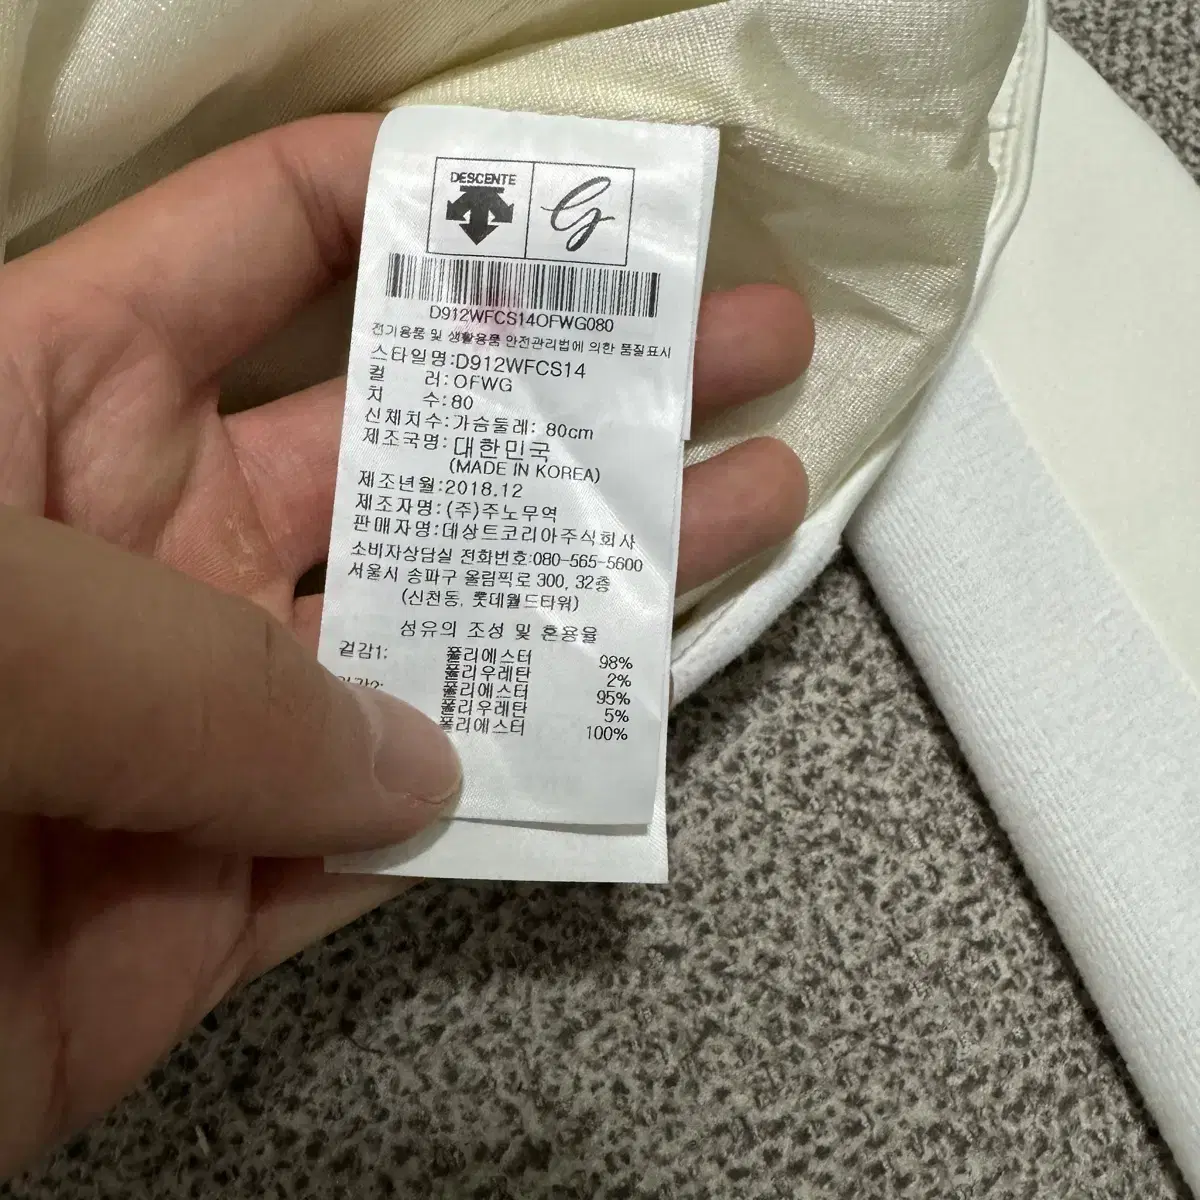 DESCENTE
G
D912WFCS14OFWG080
전기용품 및 생활용품 안전관리법에 의한 품질표시
스타일명:D912WFCS14
컬 러:OFWG
치 수:80
신체치수:가슴둘레: 80cm
제조국명:대한민국
(MADE IN KOREA)
제조년월:2018.12
제조자명:(주)주노무역
판매자명:데상트코리아주식회사
소비자상담실 전화번호:080-565-5600
서울시 송파구 올림픽로 300, 32층
(신천동, 롯데월드타워)
섬유의 조성 및 혼용율
겉감1: 폴리에스터 98%
폴리우레탄 2%
폴리에스터 95%
폴리우레탄 5%
폴리에스터 100%